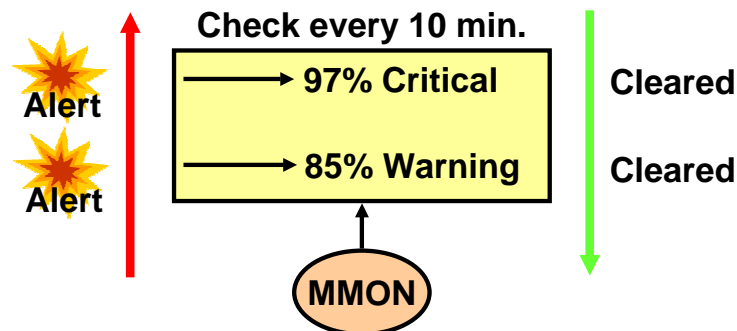 Check every 10 min.
Alert
97% Critical
Cleared
Alert
85% Warning
Cleared
MMON